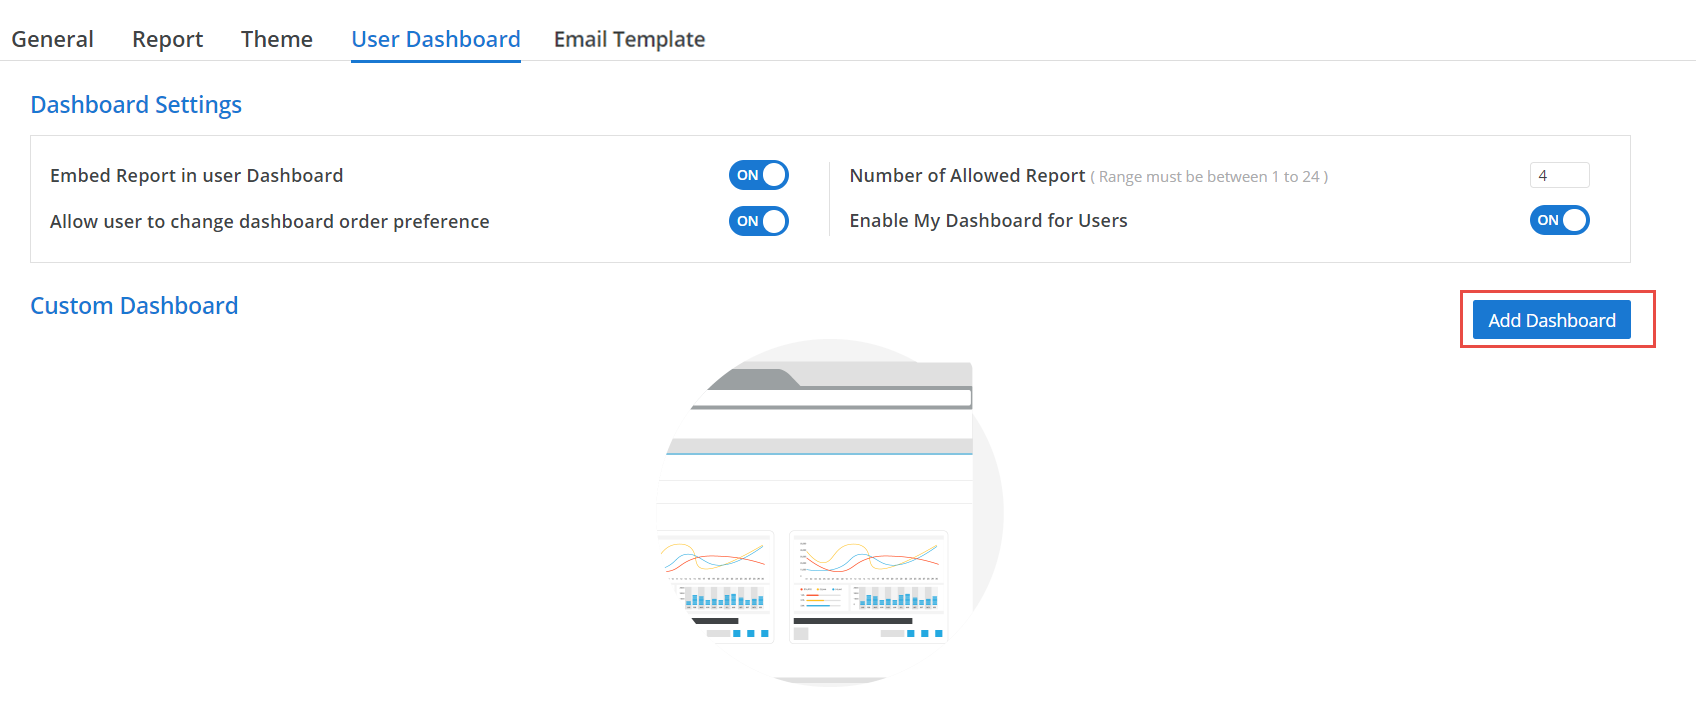 General Report Theme User Dashboard Email Template
Dashboard Settings
Embed Report in user Dashboard ON
Number of Allowed Report ( Range must be between 1 to 24 ) 4
Allow user to change dashboard order preference ON
Enable My Dashboard for Users ON
Custom Dashboard
Add Dashboard